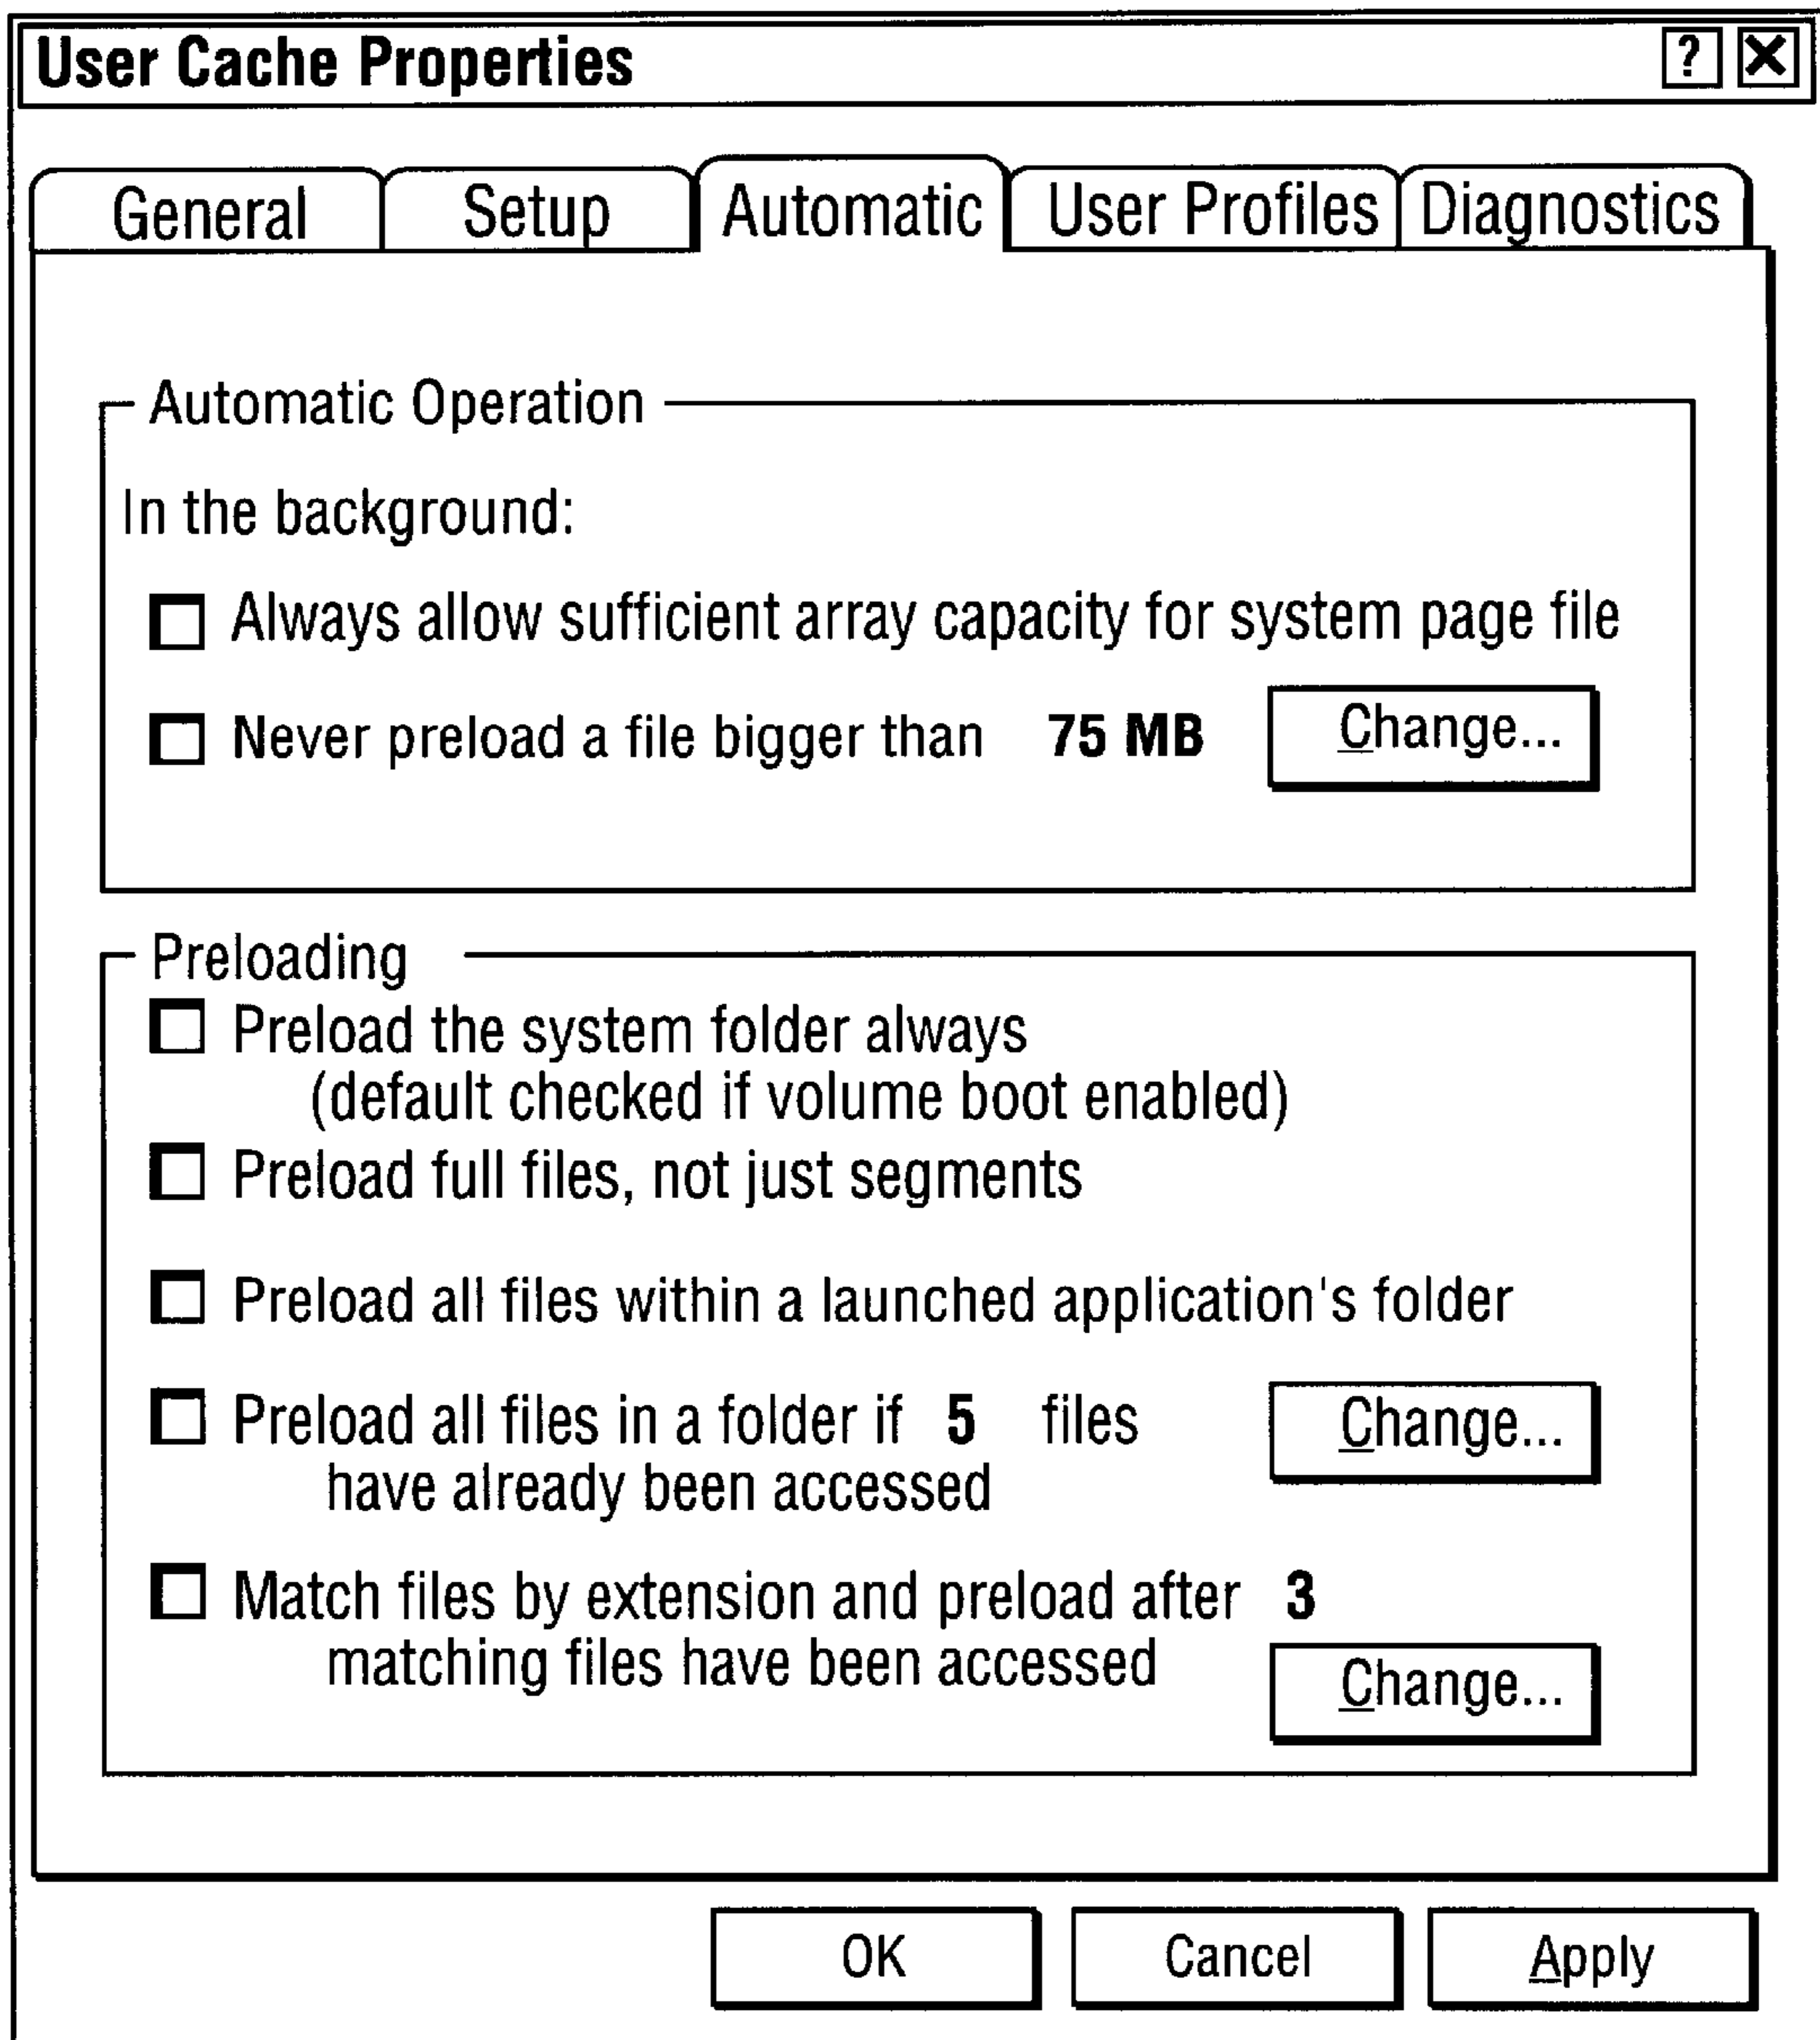 User Cache Properties ? X
General Setup Automatic User Profiles Diagnostics
Automatic Operation
In the background:
Always allow sufficient array capacity for system page file
Never preload a file bigger than 75 MB Change...
Preloading
Preload the system folder always
(default checked if volume boot enabled)
Preload full files, not just segments
Preload all files within a launched application's folder
Preload all files in a folder if 5 files Change...
have already been accessed
Match files by extension and preload after 3
matching files have been accessed
Change...
OK Cancel Apply